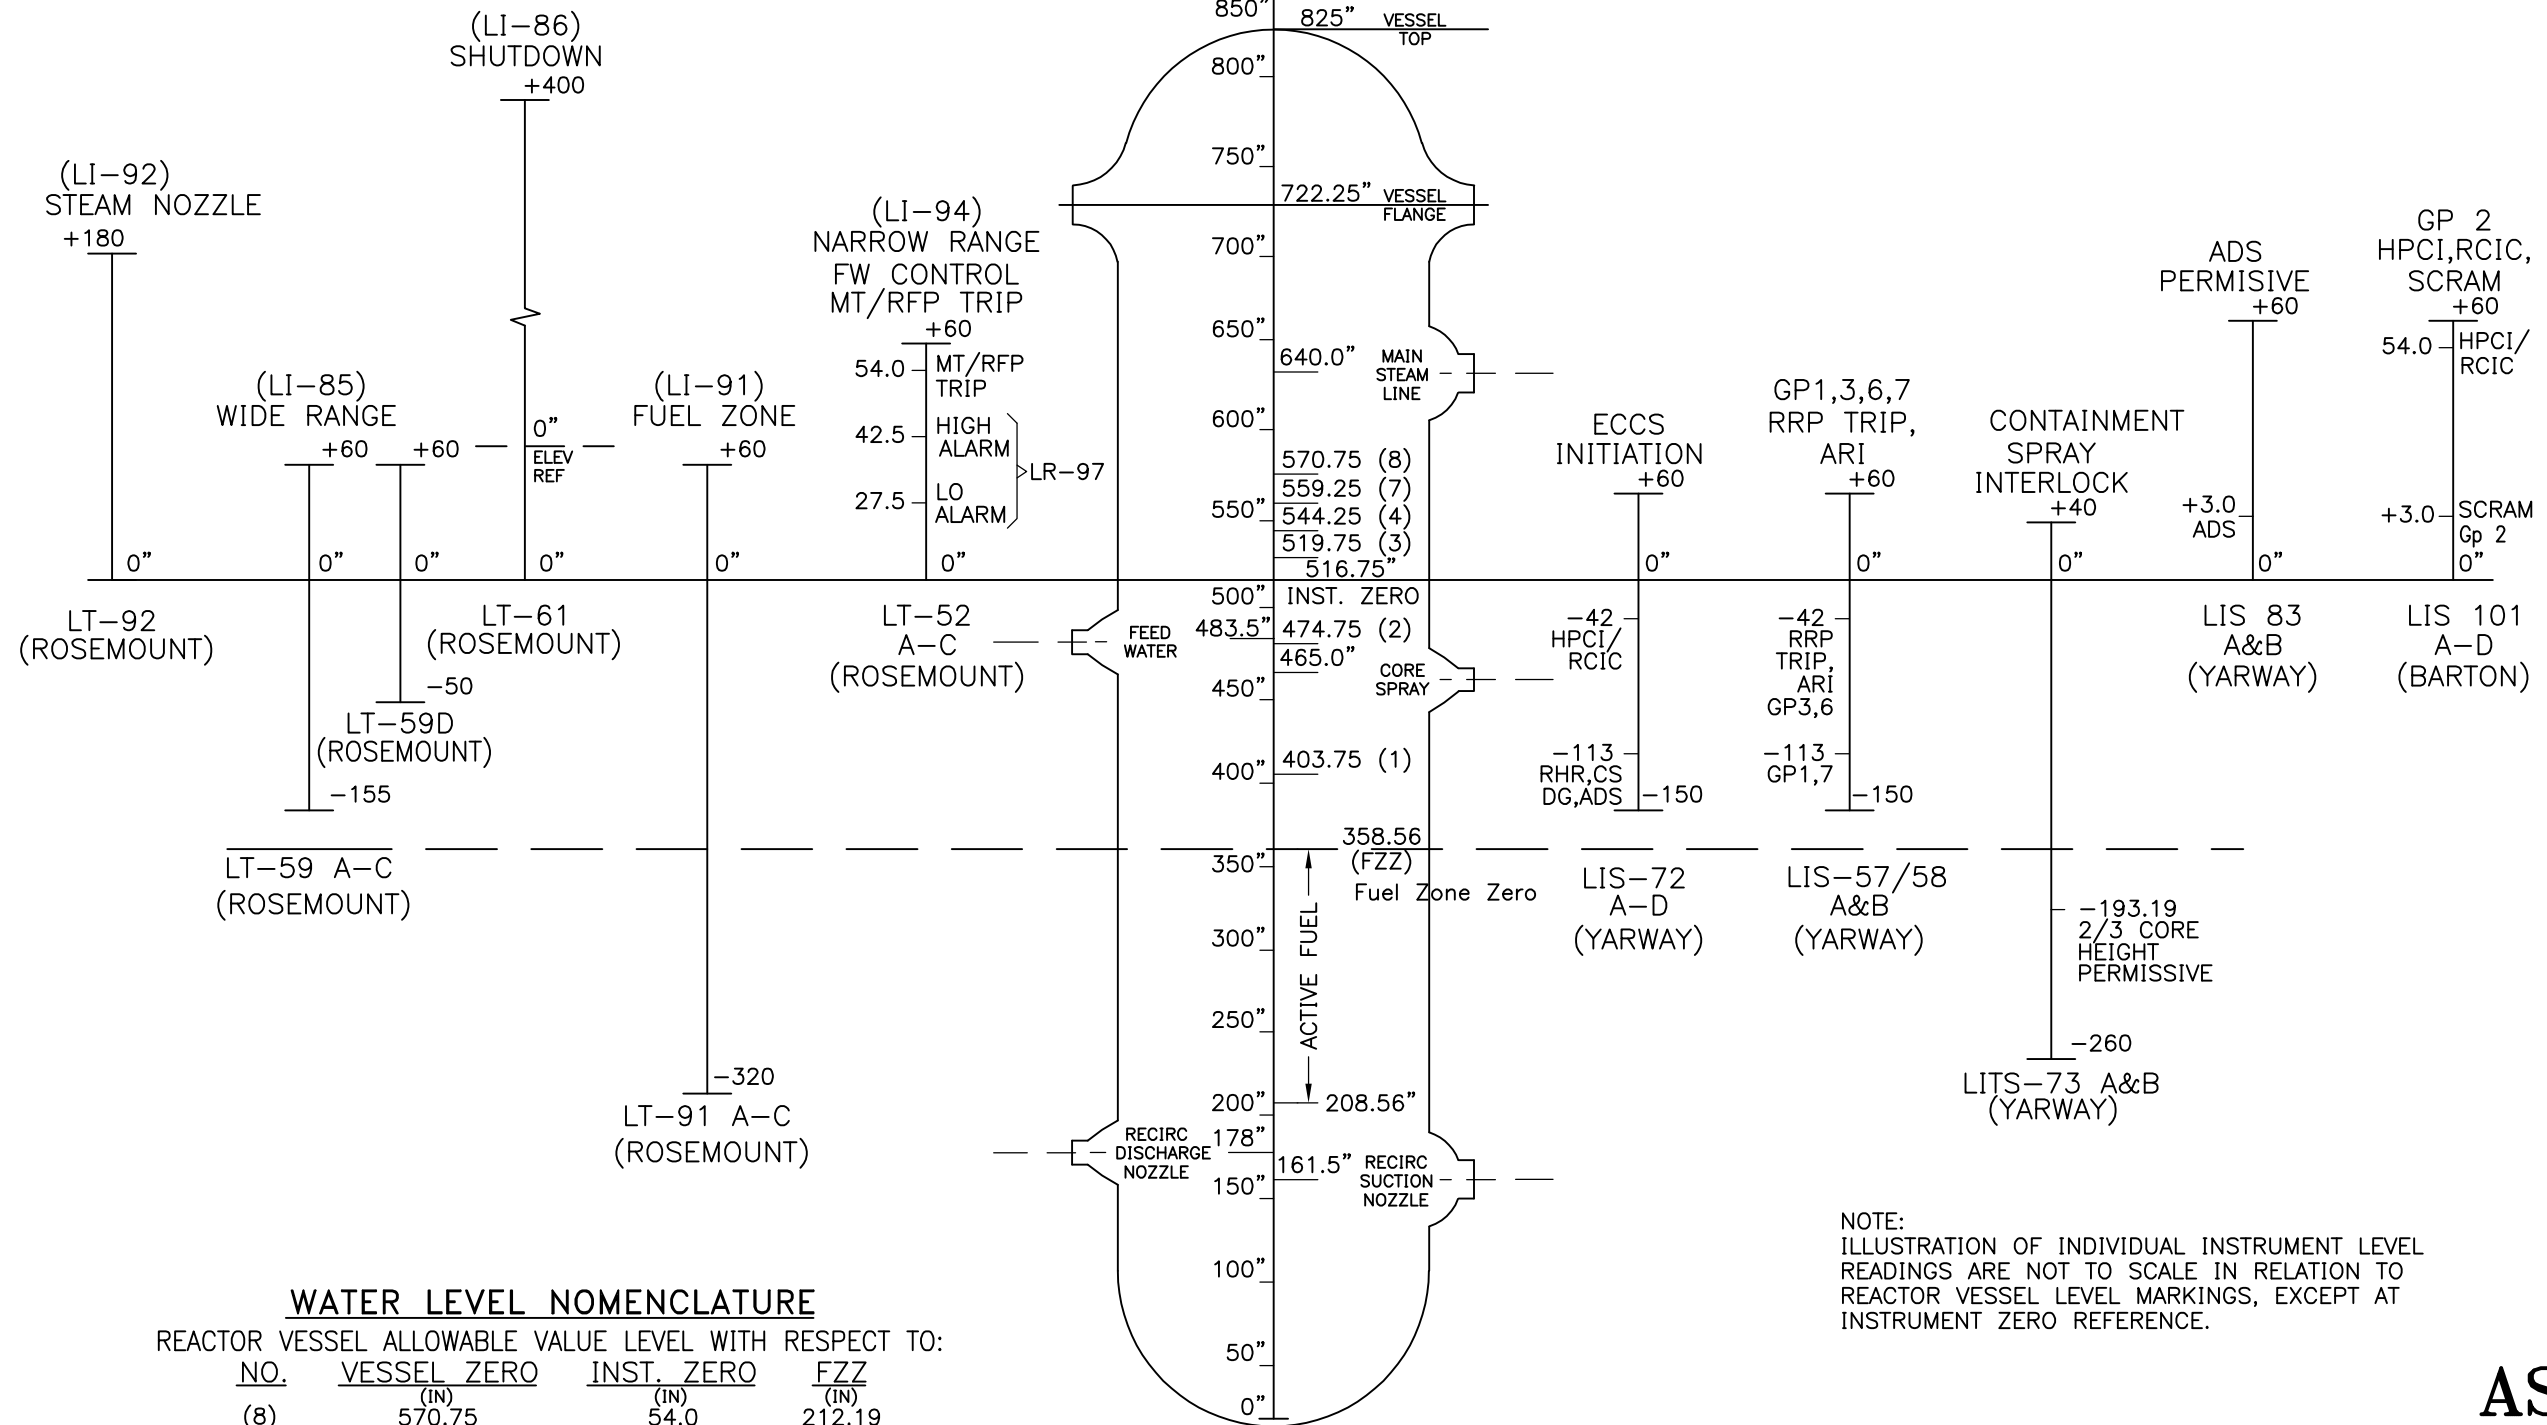 (LI-86)
SHUTDOWN
+400
(LI-92)
STEAM NOZZLE
+180
0”
LT-92
(ROSEMOUNT)
(LI-85)
WIDE RANGE
+60
+60
0”
0”
-50
LT-59D
(ROSEMOUNT)
-155
LT-59 A-C
(ROSEMOUNT)
0”
ELEV
REF
0”
LT-61
(ROSEMOUNT)
(LI-91)
FUEL ZONE
+60
0”
-320
LT-91 A-C
(ROSEMOUNT)
(LI-94)
NARROW RANGE
FW CONTROL
MT/RFP TRIP
+60
54.0
MT/RFP
TRIP
42.5
HIGH
ALARM
LR-97
27.5
LO
ALARM
0”
LT-52
A-C
(ROSEMOUNT)
850”
825” VESSEL
TOP
800”
750”
722.25” VESSEL
FLANGE
700”
650”
640.0” MAIN
STEAM
LINE
600”
570.75 (8)
559.25 (7)
550”
544.25 (4)
519.75 (3)
516.75”
INST. ZERO
500”
483.5”
FEED
WATER
474.75 (2)
465.0”
CORE
SPRAY
450”
403.75 (1)
400”
358.56
(FZZ)
Fuel Zone Zero
350”
ACTIVE FUEL
300”
250”
200”
208.56”
178”
RECIRC
DISCHARGE
NOZZLE
161.5”
RECIRC
SUCTION
NOZZLE
150”
100”
50”
0”
ECCS
INITIATION
+60
0”
-42
HPCI/
RCIC
-113
RHR,CS
DG,ADS
-150
LIS-72
A-D
(YARWAY)
GP1,3,6,7
RRP TRIP,
ARI
+60
0”
-42
RRP
TRIP,
ARI
GP3,6
-113
GP1,7
-150
LIS-57/58
A&B
(YARWAY)
CONTAINMENT
SPRAY
INTERLOCK
+40
0”
-193.19
2/3 CORE
HEIGHT
PERMISSIVE
-260
LITS-73 A&B
(YARWAY)
ADS
PERMISIVE
+60
+3.0
ADS
0”
LIS 83
A&B
(YARWAY)
GP 2
HPCI,RCIC,
SCRAM
+60
54.0
HPCI/
RCIC
+3.0
SCRAM
Gp 2
0”
LIS 101
A-D
(BARTON)
NOTE:
ILLUSTRATION OF INDIVIDUAL INSTRUMENT LEVEL
READINGS ARE NOT TO SCALE IN RELATION TO
REACTOR VESSEL LEVEL MARKINGS, EXCEPT AT
INSTRUMENT ZERO REFERENCE.
WATER LEVEL NOMENCLATURE
REACTOR VESSEL ALLOWABLE VALUE LEVEL WITH RESPECT TO:
NO. VESSEL ZERO INST. ZERO FZZ
(IN) (IN) (IN)
(8) 570.75 54.0 212.19